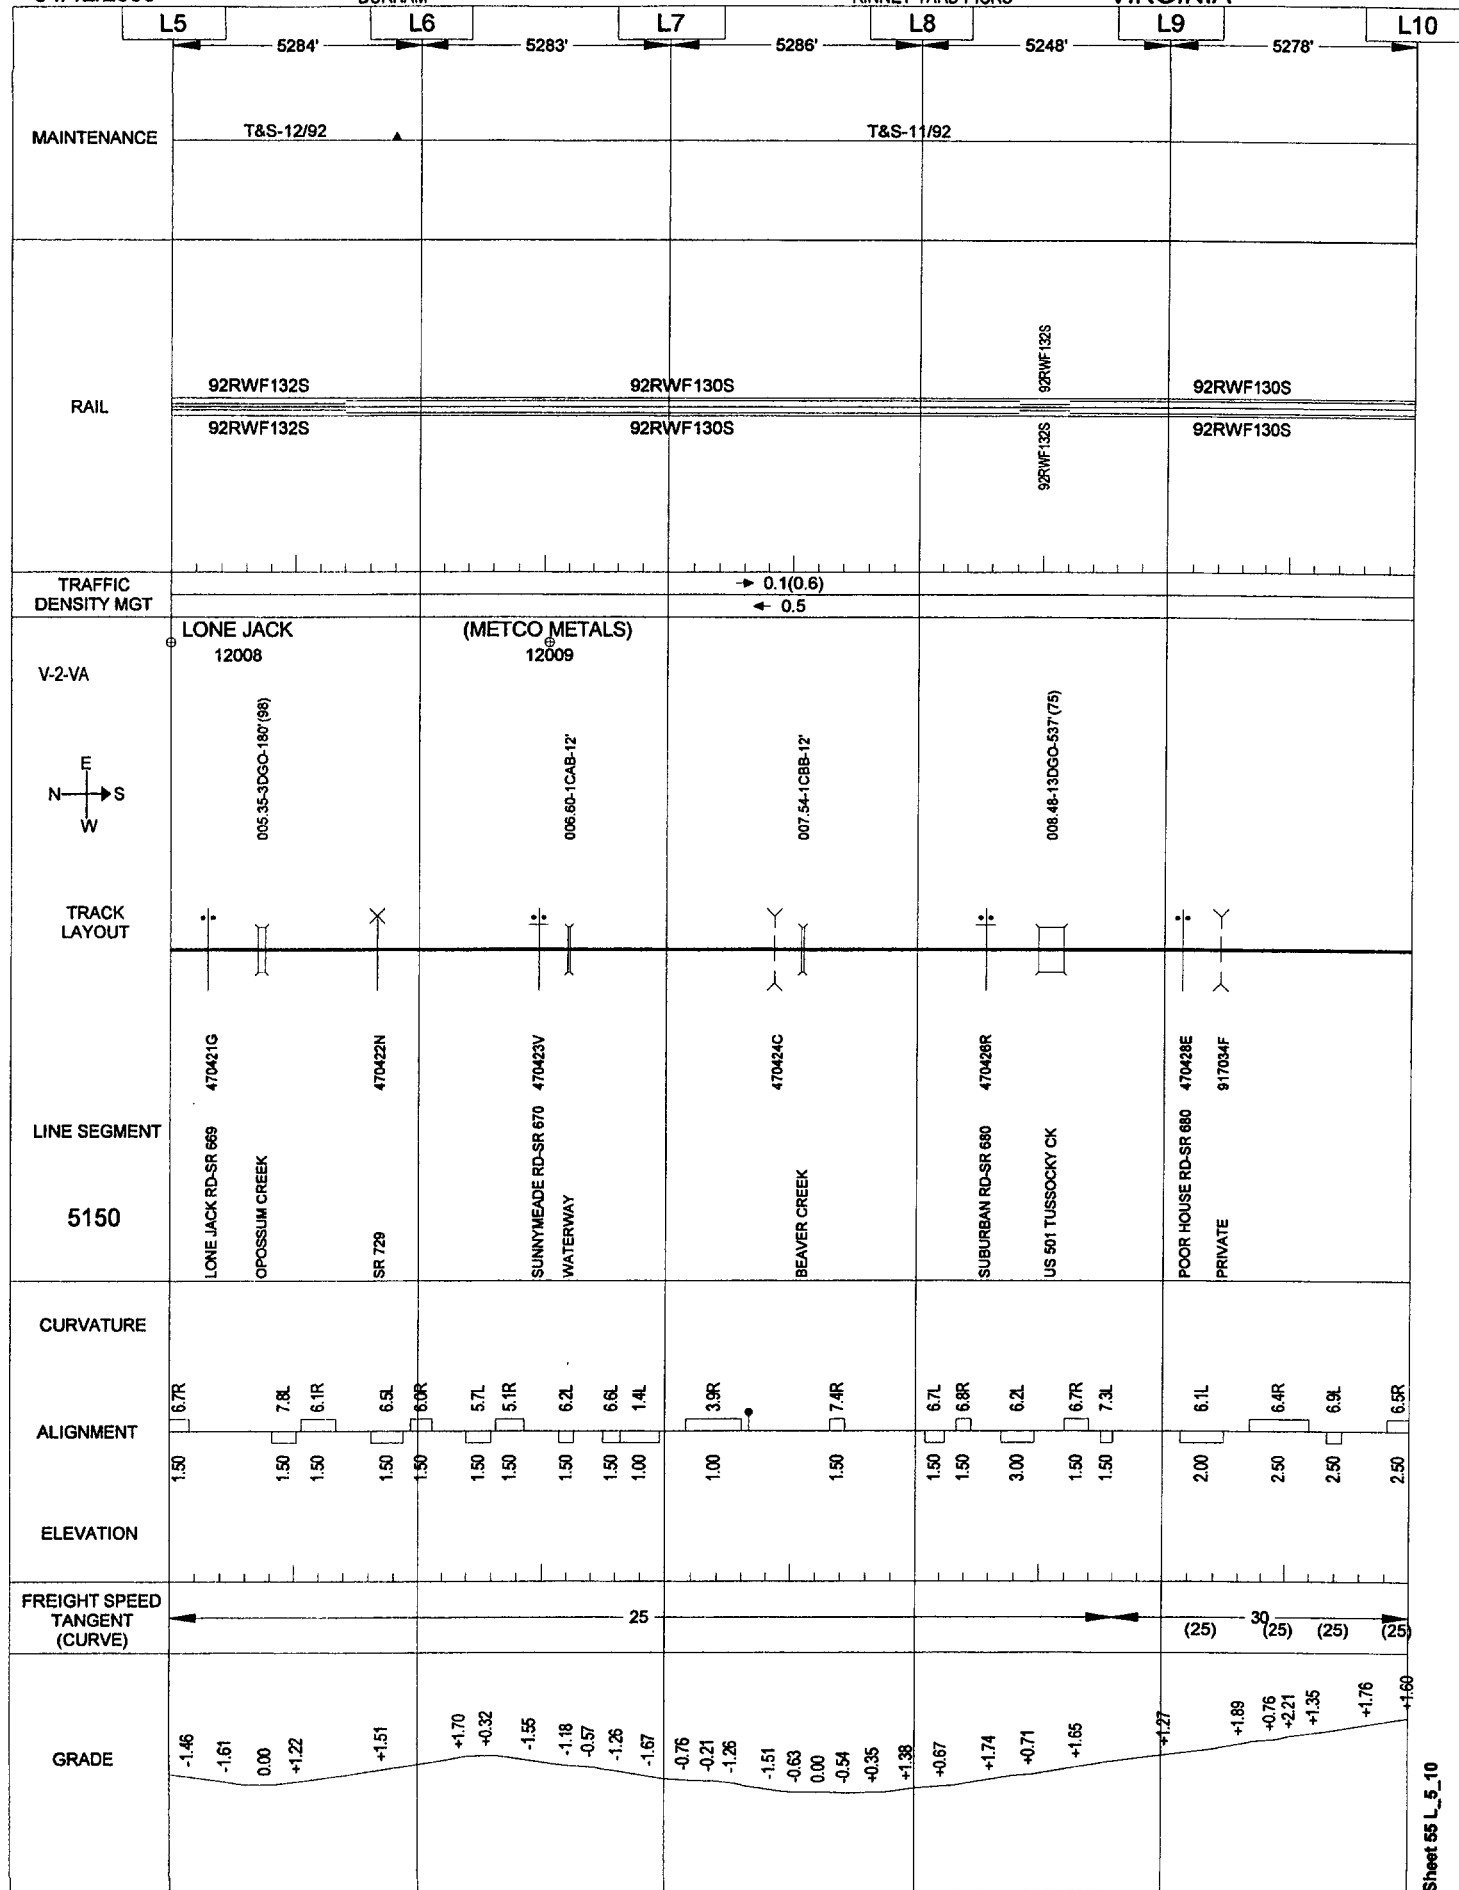 VIRGINIA
L5 L6 L7 L8 L9 L10
5284' 5283' 5286' 5248' 5278'
MAINTENANCE
T&S-12/92 T&S-11/92
RAIL
92RWF132S 92RWF130S 92RWF132S 92RWF130S
92RWF132S 92RWF130S 92RWF132S 92RWF130S
TRAFFIC
DENSITY MGT
0.1(0.6)
0.5
LONE JACK (METCO METALS)
12008 12009
V-2-VA
005.35-3DGO-180'(98)
006.60-1CAB-12'
007.54-1CBB-12'
008.48-13DGO-537'(75)
E
N S
W
TRACK
LAYOUT
470421G
470422N
470423V
470424C
470426R
470428E
917034F
LINE SEGMENT
5150
LONE JACK RD-SR 669
OPOSSUM CREEK
SR 729
SUNNYMEADE RD-SR 670
WATERWAY
BEAVER CREEK
SUBURBAN RD-SR 680
US 501 TUSSOCKY CK
POOR HOUSE RD-SR 680
PRIVATE
CURVATURE
6.7R 7.8L 6.1R 6.5L 6.0R 5.7L 5.1R 6.2L 6.6L 1.4L 3.9R 7.4R 6.7L 6.8R 6.2L 6.7R 7.3L 6.1L 6.4R 6.9L 6.5R
ALIGNMENT
1.50 1.50 1.50 1.50 1.50 1.50 1.50 1.50 1.50 1.00 1.00 1.50 1.50 1.50 3.00 1.50 1.50 2.00 2.50 2.50 2.50
ELEVATION
FREIGHT SPEED
TANGENT
(CURVE)
25 30
(25) (25) (25) (25)
GRADE
-1.46 -1.61 0.00 +1.22 +1.51 +1.70 +0.32 -1.55 -1.18 -0.57 -1.26 -1.67 -0.76 -0.21 -1.26 -1.51 -0.63 0.00 -0.54 +0.35 +1.38 +0.67 +1.74 +0.71 +1.65 +1.27 +1.89 +0.76 +2.21 +1.35 +1.76 +1.60
Sheet 55 L_5_10